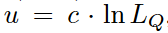 u = c · ln L_Q.